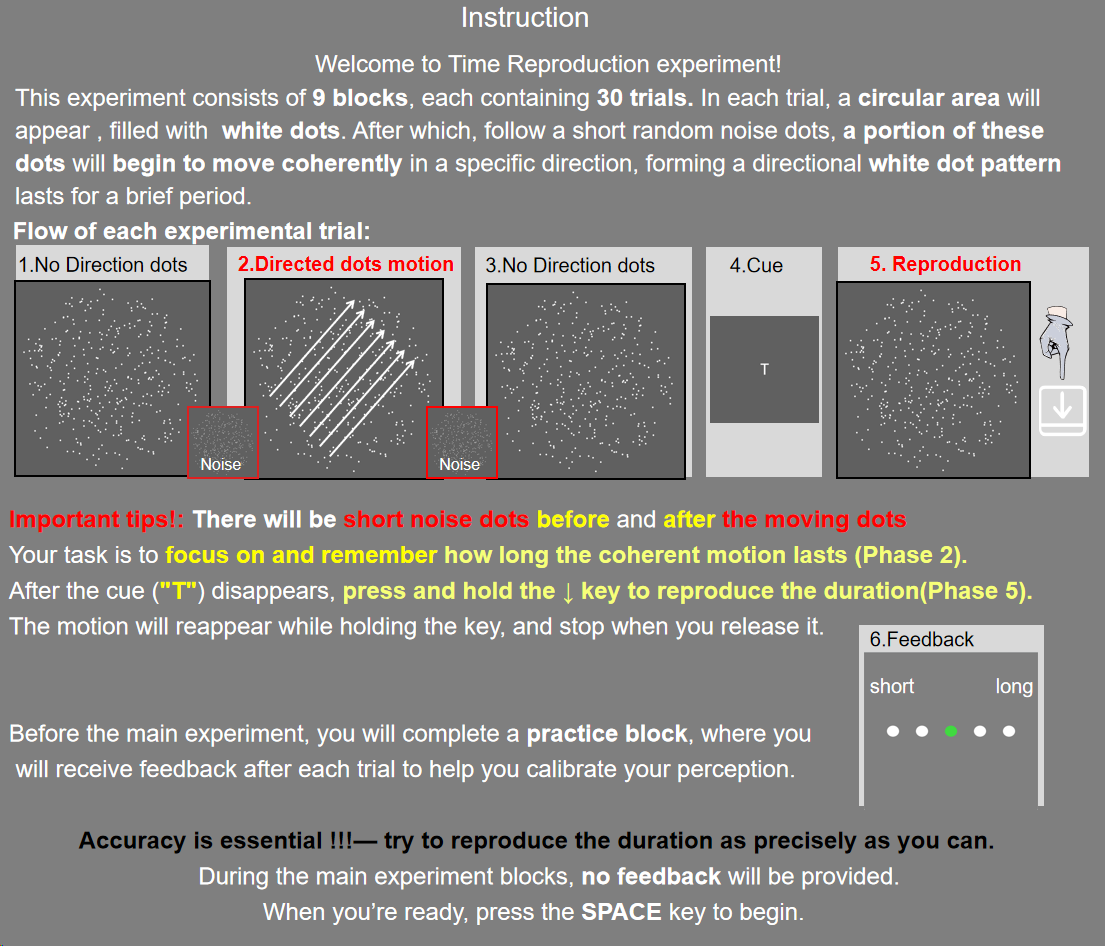 Instruction
Welcome to Time Reproduction experiment!
This experiment consists of 9 blocks, each containing 30 trials. In each trial, a circular area will
appear , filled with white dots. After which, follow a short random noise dots, a portion of these
dots will begin to move coherently in a specific direction, forming a directional white dot pattern
lasts for a brief period.
Flow of each experimental trial:
1.No Direction dots
2.Directed dots motion
3.No Direction dots
4.Cue
5. Reproduction
T
Noise
Noise
Important tips!: There will be short noise dots before and after the moving dots
Your task is to focus on and remember how long the coherent motion lasts (Phase 2).
After the cue ("T") disappears, press and hold the ↓ key to reproduce the duration(Phase 5).
The motion will reappear while holding the key, and stop when you release it.
6.Feedback
short long
Before the main experiment, you will complete a practice block, where you
will receive feedback after each trial to help you calibrate your perception.
Accuracy is essential !!!— try to reproduce the duration as precisely as you can.
During the main experiment blocks, no feedback will be provided.
When you’re ready, press the SPACE key to begin.